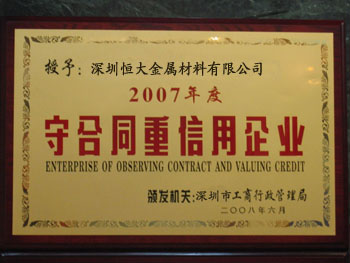 授予：深圳恒大金属材料有限公司
2007年度
守合同重信用企业
ENTERPRISE OF OBSERVING CONTRACT AND VALUING CREDIT
颁发机关：深圳市工商行政管理局
二〇〇八年六月